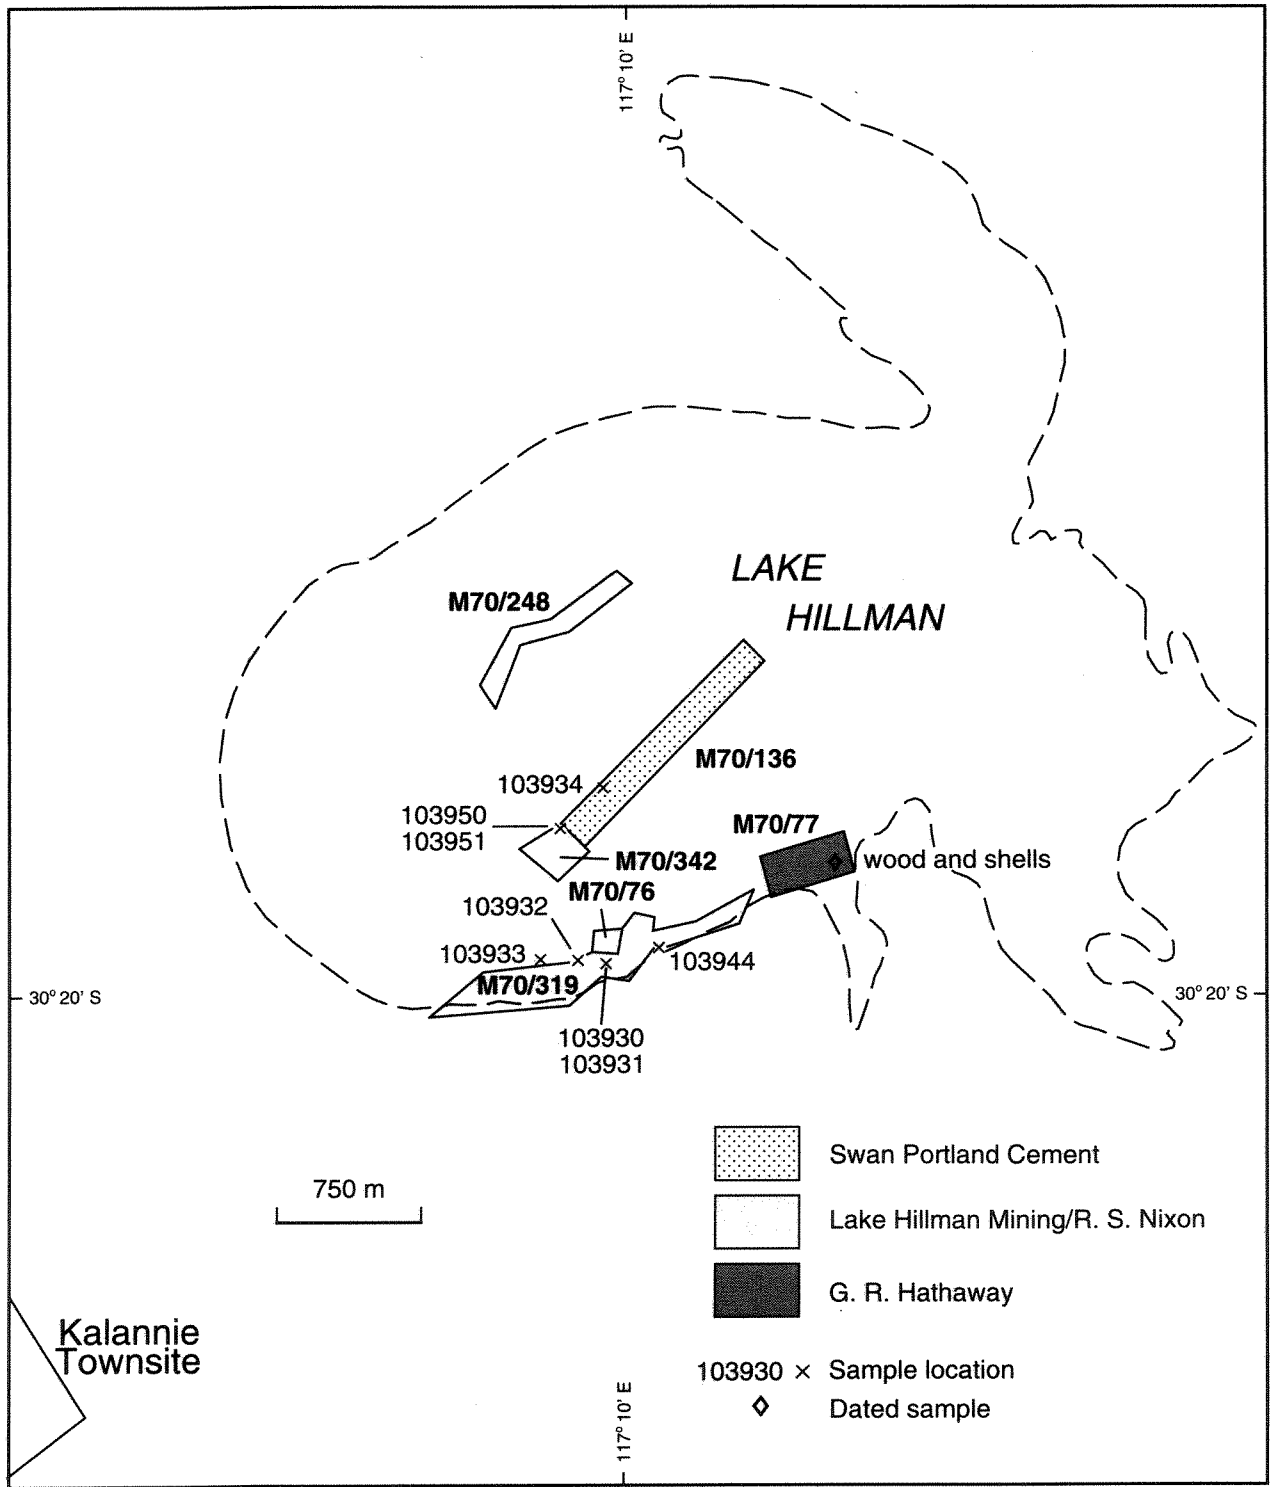 117° 10' E
LAKE
HILLMAN
M70/248
M70/136
103934
103950
103951
M70/77
M70/342
wood and shells
M70/76
103932
103933
103944
M70/319
30° 20' S
30° 20' S
103930
103931
Swan Portland Cement
750 m
Lake Hillman Mining/R. S. Nixon
G. R. Hathaway
Kalannie
Townsite
103930 × Sample location
Dated sample
117° 10' E